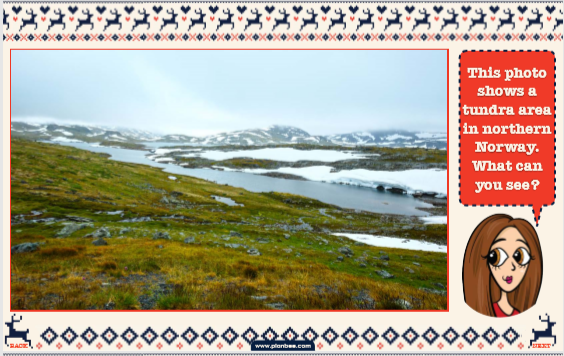 This photo
shows a
tundra area
in northern
Norway.
What can
you see?
BACK
www.planbee.com
NEXT